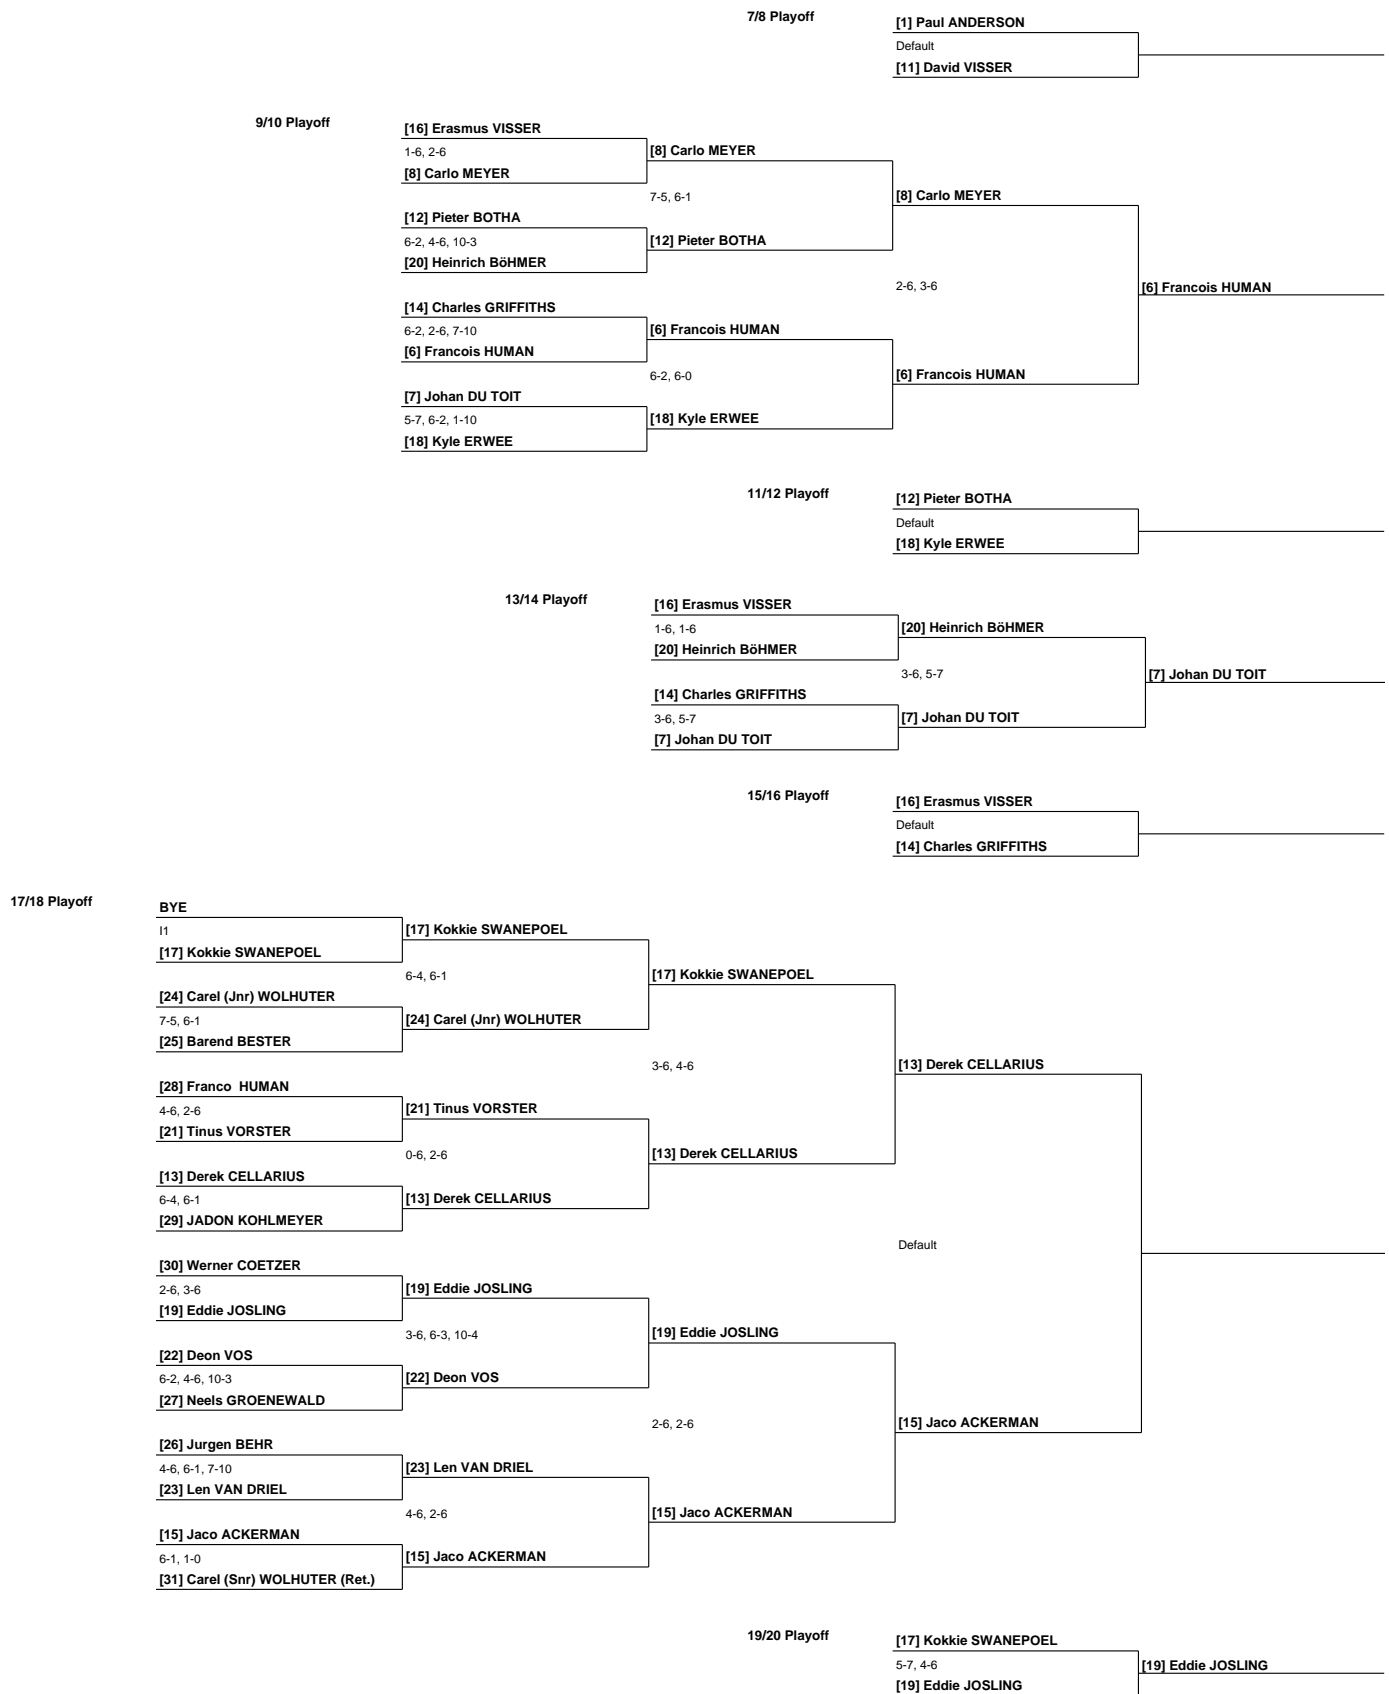 7/8 Playoff
[1] Paul ANDERSON
Default
[11] David VISSER
9/10 Playoff
[16] Erasmus VISSER
1-6, 2-6
[8] Carlo MEYER
[8] Carlo MEYER
7-5, 6-1
[8] Carlo MEYER
[12] Pieter BOTHA
6-2, 4-6, 10-3
[12] Pieter BOTHA
[20] Heinrich BöHMER
2-6, 3-6
[6] Francois HUMAN
[14] Charles GRIFFITHS
6-2, 2-6, 7-10
[6] Francois HUMAN
[6] Francois HUMAN
6-2, 6-0
[6] Francois HUMAN
[7] Johan DU TOIT
5-7, 6-2, 1-10
[18] Kyle ERWEE
[18] Kyle ERWEE
11/12 Playoff
[12] Pieter BOTHA
Default
[18] Kyle ERWEE
13/14 Playoff
[16] Erasmus VISSER
1-6, 1-6
[20] Heinrich BöHMER
[20] Heinrich BöHMER
3-6, 5-7
[7] Johan DU TOIT
[14] Charles GRIFFITHS
3-6, 5-7
[7] Johan DU TOIT
[7] Johan DU TOIT
15/16 Playoff
[16] Erasmus VISSER
Default
[14] Charles GRIFFITHS
17/18 Playoff
BYE
I1
[17] Kokkie SWANEPOEL
[17] Kokkie SWANEPOEL
6-4, 6-1
[17] Kokkie SWANEPOEL
[24] Carel (Jnr) WOLHUTER
7-5, 6-1
[24] Carel (Jnr) WOLHUTER
[25] Barend BESTER
3-6, 4-6
[13] Derek CELLARIUS
[28] Franco  HUMAN
4-6, 2-6
[21] Tinus VORSTER
[21] Tinus VORSTER
0-6, 2-6
[13] Derek CELLARIUS
[13] Derek CELLARIUS
6-4, 6-1
[13] Derek CELLARIUS
[29] JADON KOHLMEYER
Default
[30] Werner COETZER
2-6, 3-6
[19] Eddie JOSLING
[19] Eddie JOSLING
3-6, 6-3, 10-4
[19] Eddie JOSLING
[22] Deon VOS
6-2, 4-6, 10-3
[22] Deon VOS
[27] Neels GROENEWALD
2-6, 2-6
[15] Jaco ACKERMAN
[26] Jurgen BEHR
4-6, 6-1, 7-10
[23] Len VAN DRIEL
[23] Len VAN DRIEL
4-6, 2-6
[15] Jaco ACKERMAN
[15] Jaco ACKERMAN
6-1, 1-0
[15] Jaco ACKERMAN
[31] Carel (Snr) WOLHUTER (Ret.)
19/20 Playoff
[17] Kokkie SWANEPOEL
5-7, 4-6
[19] Eddie JOSLING
[19] Eddie JOSLING